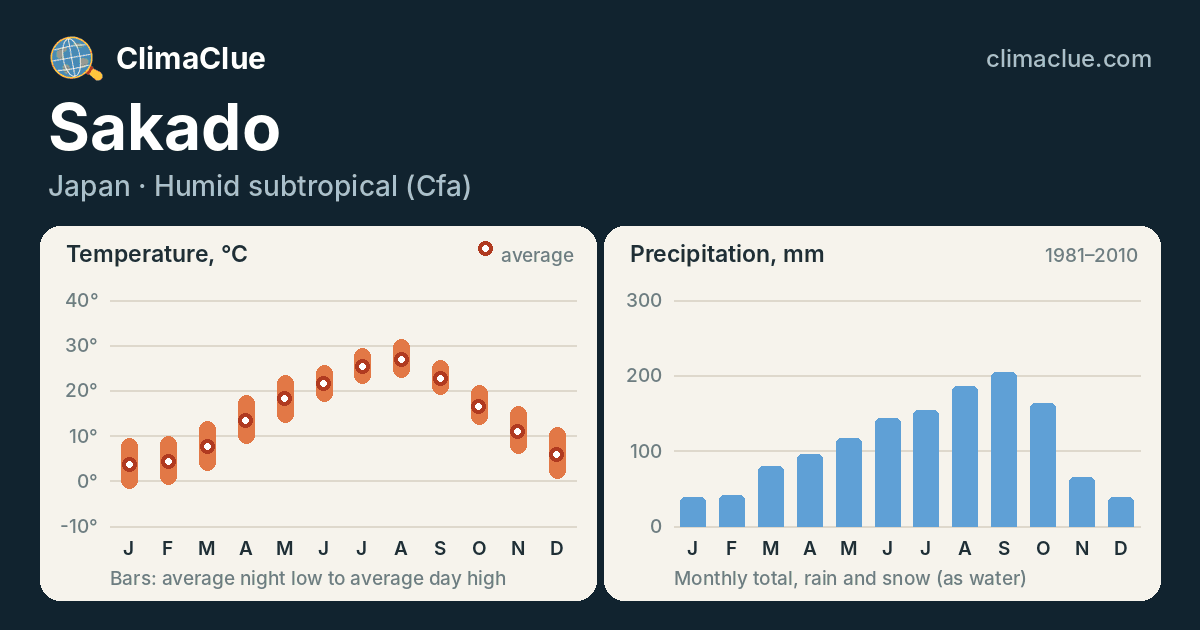 ClimaClue
climaclue.com
Sakado
Japan · Humid subtropical (Cfa)
Temperature, °C
average
40°
30°
20°
10°
0°
-10°
J F M A M J J A S O N D
Bars: average night low to average day high
Precipitation, mm
1981–2010
300
200
100
0
J F M A M J J A S O N D
Monthly total, rain and snow (as water)